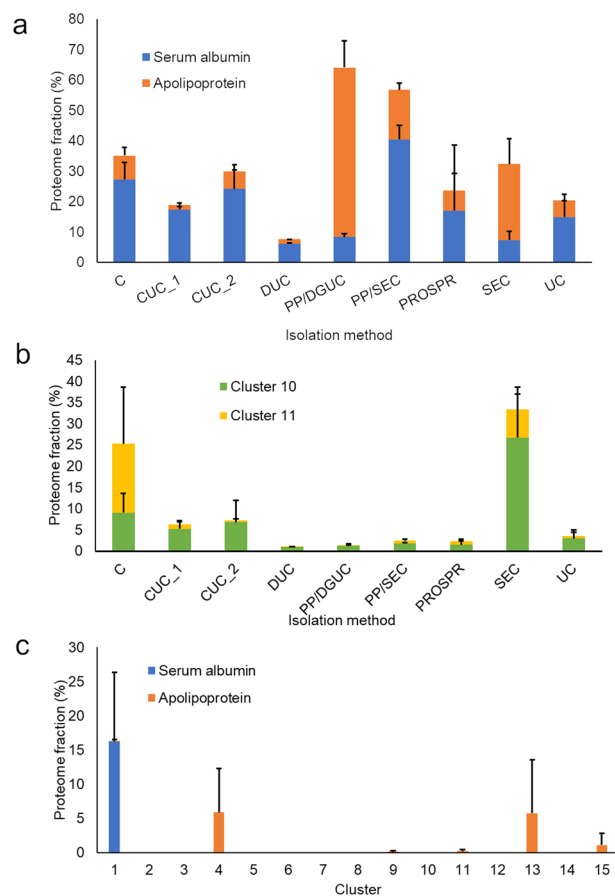 a
80
70
60
50
40
30
20
10
0
Proteome fraction (%)
Serum albumin
Apolipoprotein
C
CUC_1
CUC_2
DUC
PP/DGUC
PP/SEC
PROSPR
SEC
UC
Isolation method
b
45
40
35
30
25
20
15
10
5
0
Proteome fraction (%)
Cluster 10
Cluster 11
C
CUC_1
CUC_2
DUC
PP/DGUC
PP/SEC
PROSPR
SEC
UC
Isolation method
c
30
25
20
15
10
5
0
Proteome fraction (%)
Serum albumin
Apolipoprotein
1 2 3 4 5 6 7 8 9 10 11 12 13 14 15
Cluster